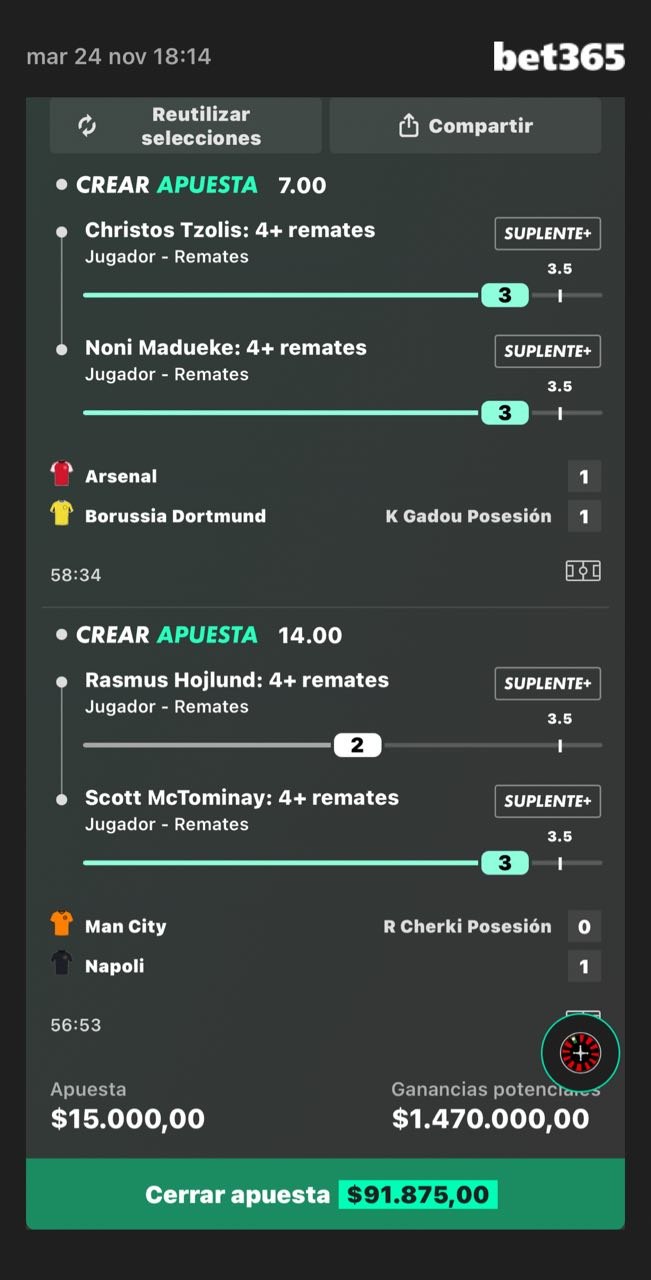 mar 24 nov 18:14
bet365
Reutilizar
selecciones
Compartir
CREAR APUESTA 7.00
Christos Tzolis: 4+ remates
SUPLENTE+
Jugador - Remates
3.5
3
Noni Madueke: 4+ remates
SUPLENTE+
Jugador - Remates
3.5
3
Arsenal 1
Borussia Dortmund K Gadou Posesión 1
58:34
CREAR APUESTA 14.00
Rasmus Hojlund: 4+ remates
SUPLENTE+
Jugador - Remates
3.5
2
Scott McTominay: 4+ remates
SUPLENTE+
Jugador - Remates
3.5
3
Man City R Cherki Posesión 0
Napoli 1
56:53
Apuesta Ganancias potenciales
$15.000,00 $1.470.000,00
Cerrar apuesta $91.875,00